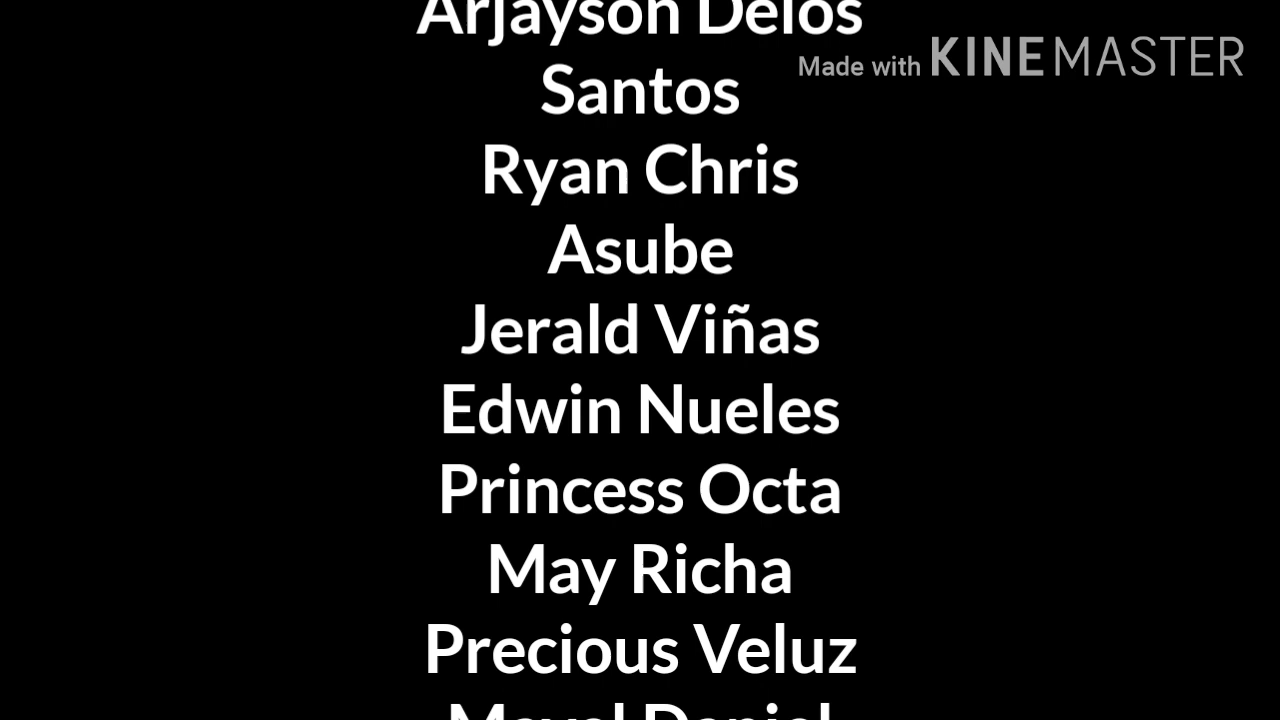 Arjayson Delos
Made with KINEMASTER
Santos
Ryan Chris
Asube
Jerald Viñas
Edwin Nueles
Princess Octa
May Richa
Precious Veluz